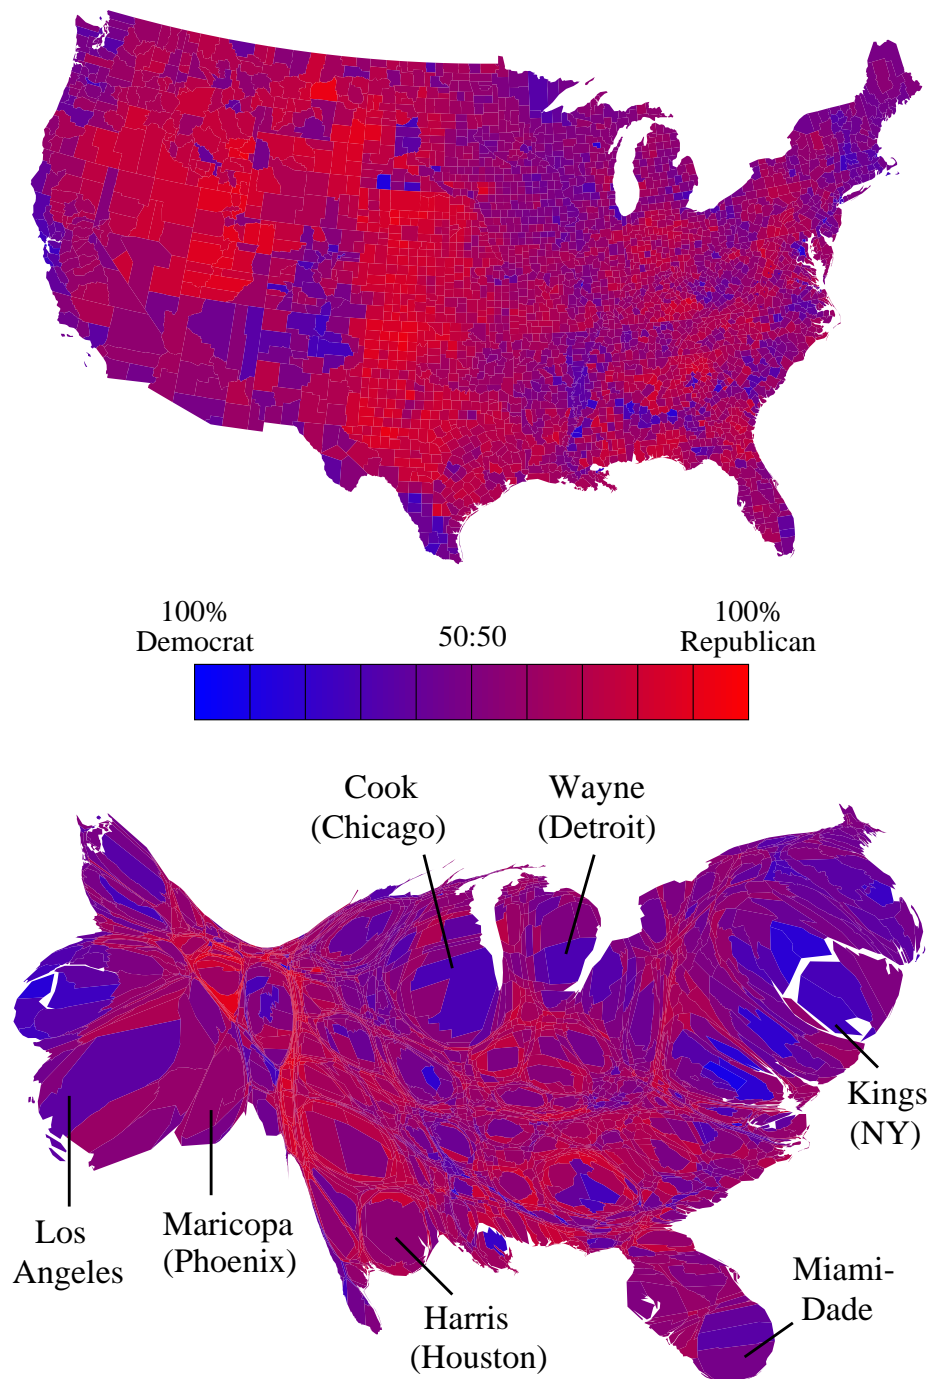 100%
Democrat
50:50
100%
Republican
Cook
(Chicago)
Wayne
(Detroit)
Kings
(NY)
Los
Angeles
Maricopa
(Phoenix)
Harris
(Houston)
Miami-
Dade